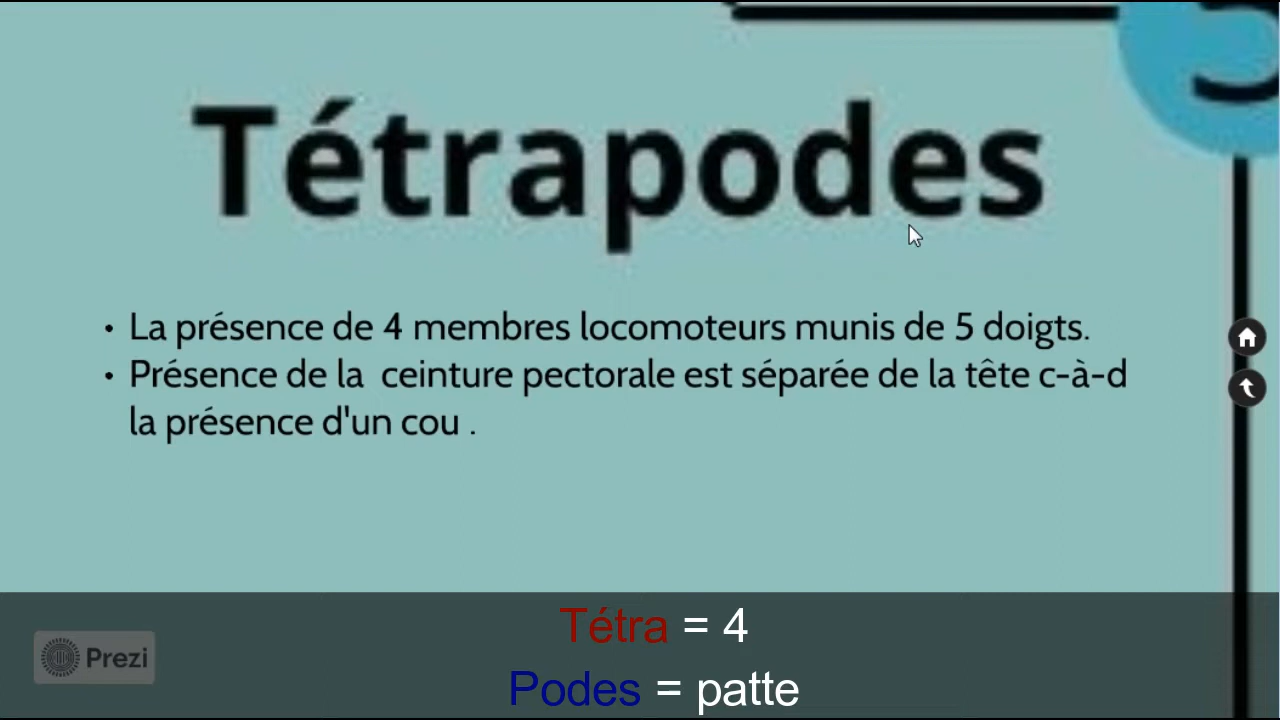 Tétrapodes
• La présence de 4 membres locomoteurs munis de 5 doigts.
• Présence de la  ceinture pectorale est séparée de la tête c-à-d
la présence d'un cou .
Tétra = 4
Prezi
Podes = patte